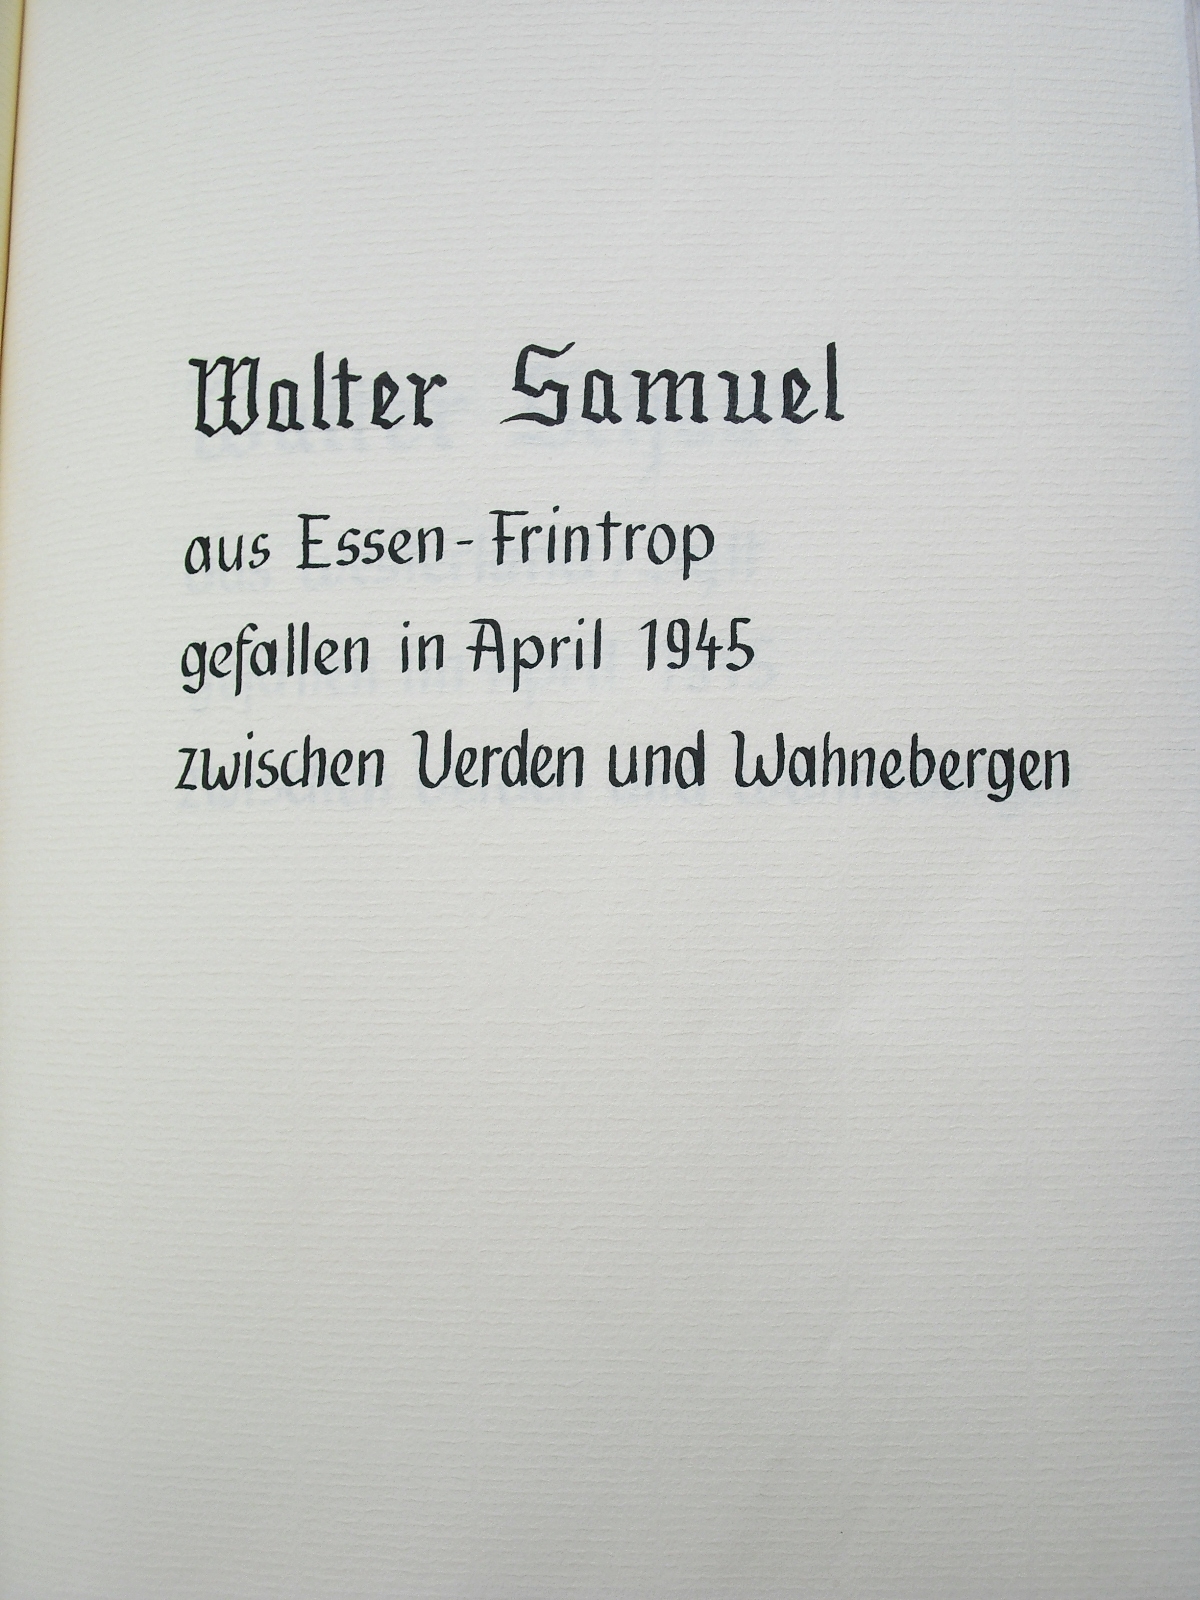 Walter Samuel
aus Essen-Frintrop
gefallen in April 1945
zwischen Verden und Wahnebergen